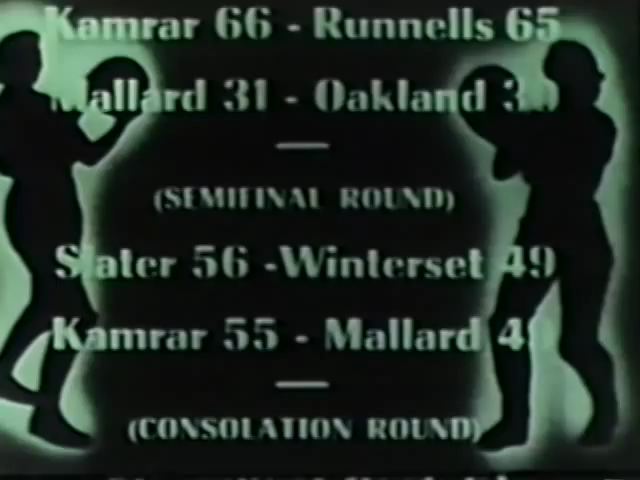 Kamrar 66 - Runnells 65
Mallard 31 - Oakland
(SEMIFINAL ROUND)
Slater 56 -Winterset 49
Kamrar 55 - Mallard
(CONSOLATION ROUND)